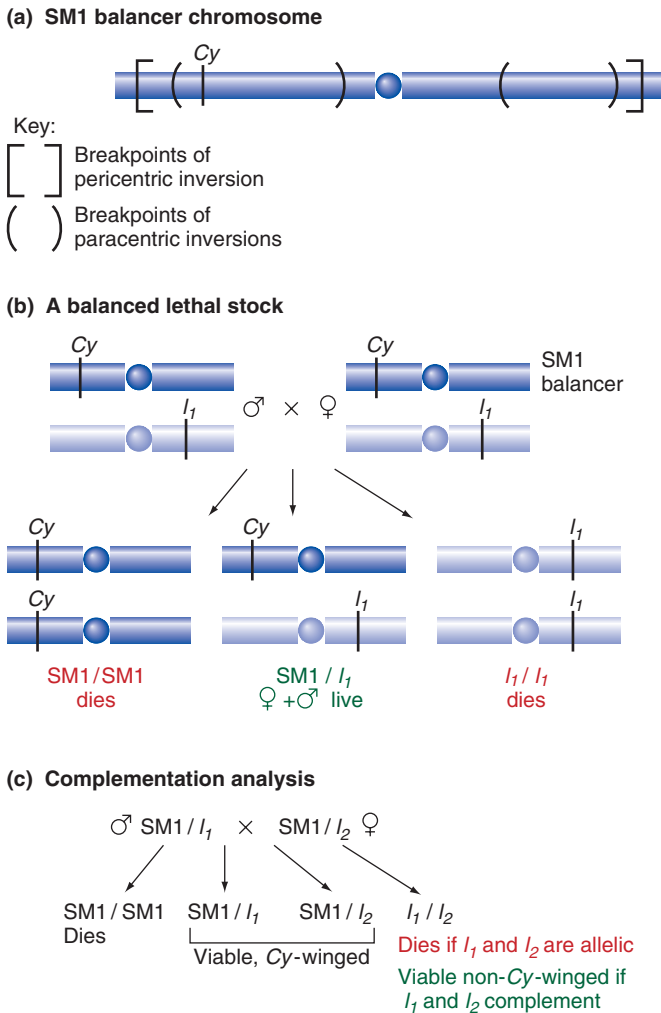 (a) SM1 balancer chromosome
Cy
Key:
Breakpoints of
pericentric inversion
Breakpoints of
paracentric inversions
(b) A balanced lethal stock
Cy
Cy
SM1
balancer
l1
♂ × ♀
l1
Cy
Cy
l1
Cy
l1
l1
SM1/SM1
dies
SM1/l1
♀ + ♂ live
l1/l1
dies
(c) Complementation analysis
♂ SM1/l1 × SM1/l2 ♀
SM1/SM1
Dies
SM1/l1
SM1/l2
l1/l2
Viable, Cy-winged
Dies if l1 and l2 are allelic
Viable non-Cy-winged if
l1 and l2 complement